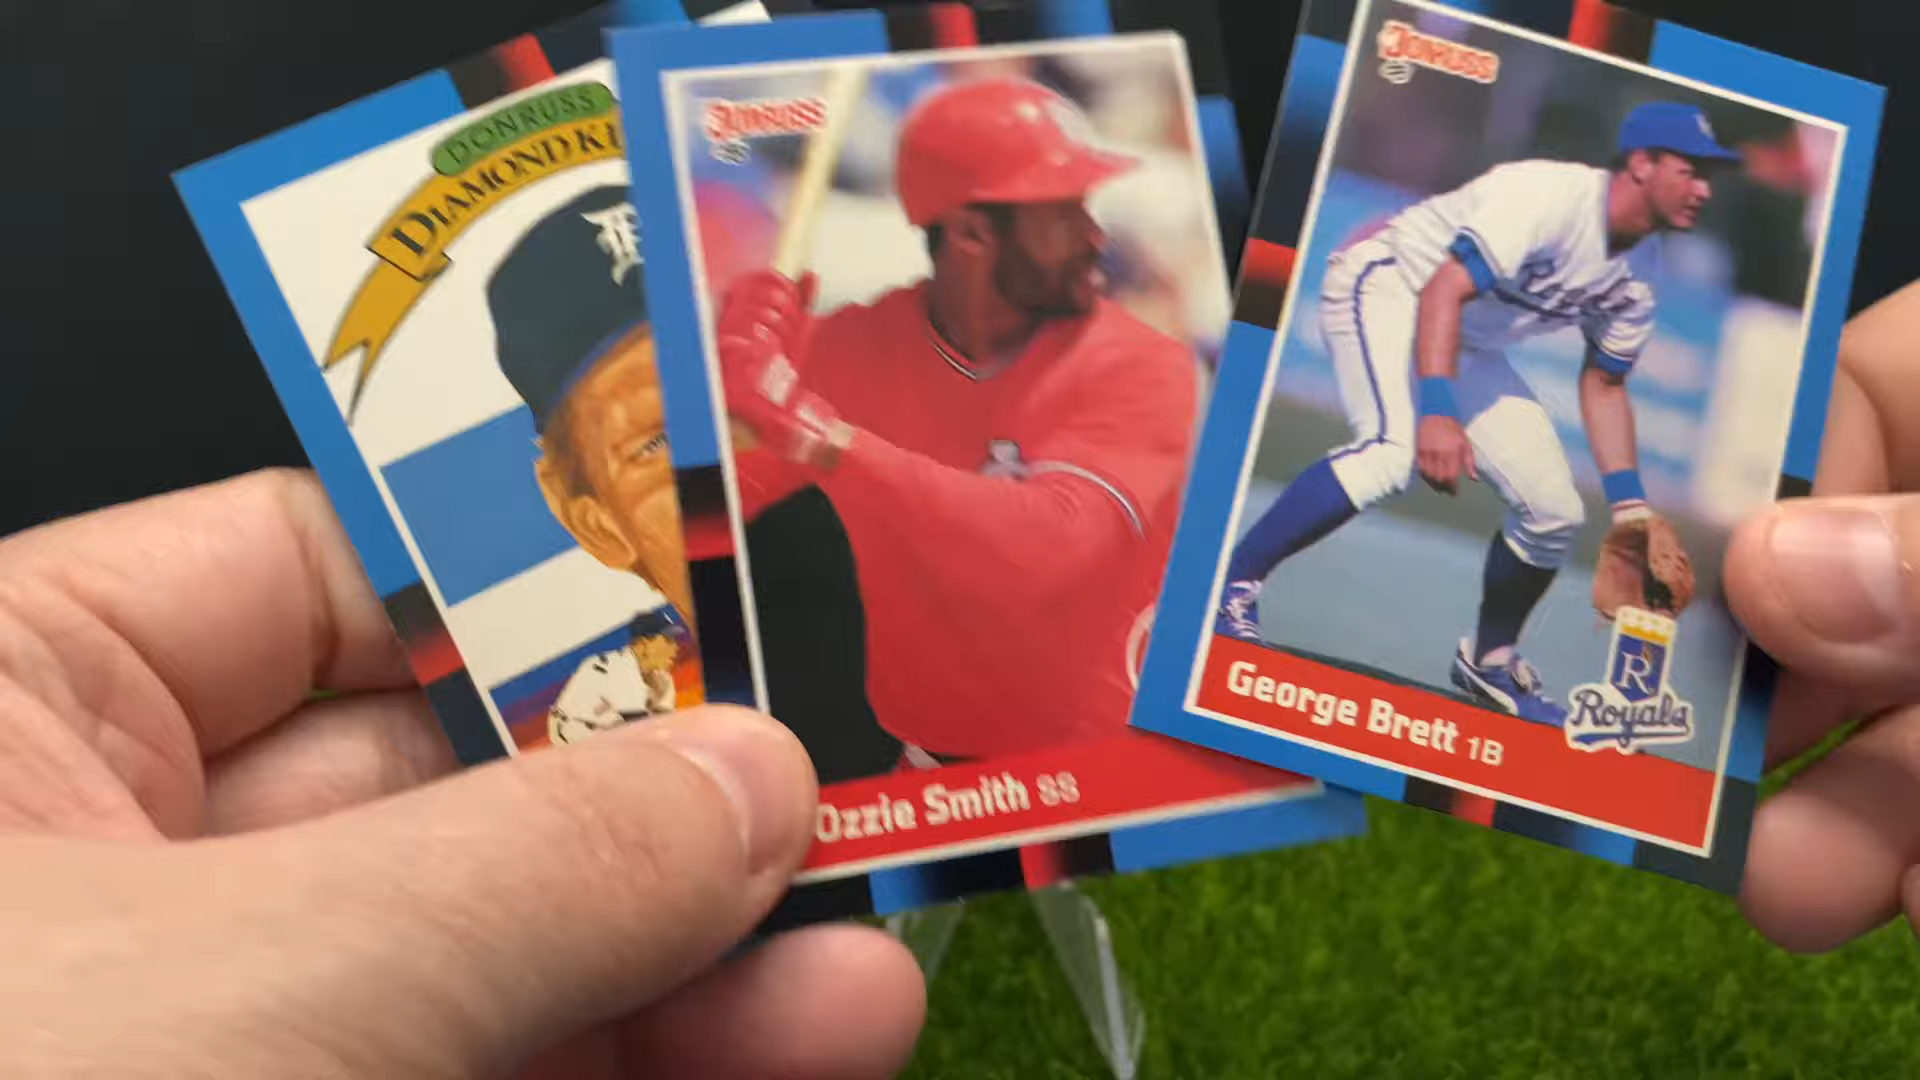 DONRUSS
DIAMOND KI
DONRUSS
Ozzie Smith SS
DONRUSS
George Brett 1B
R
Royals